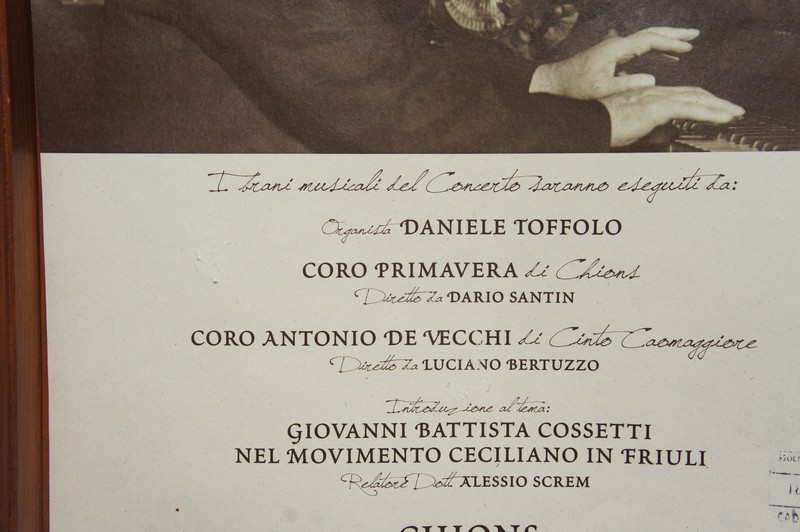 I brani musicali del Concerto saranno eseguiti da:
Organista DANIELE TOFFOLO
CORO PRIMAVERA di Chions
Diretto da DARIO SANTIN
CORO ANTONIO DE VECCHI di Cinto Caomaggiore
Diretto da LUCIANO BERTUZZO
Introduzione al tema:
GIOVANNI BATTISTA COSSETTI
NEL MOVIMENTO CECILIANO IN FRIULI
Relatore Dott. ALESSIO SCREM
CHIONS